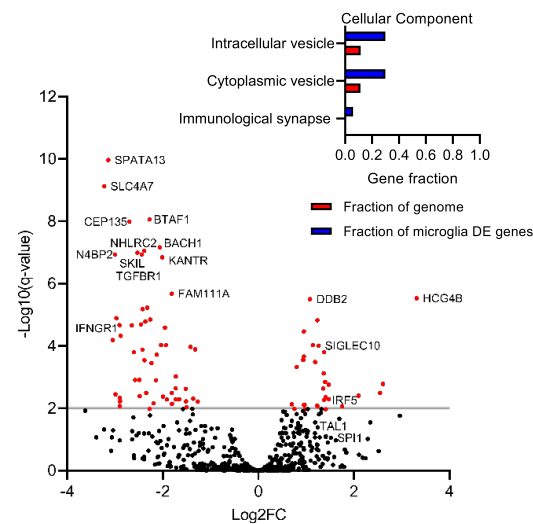 Cellular Component
Intracellular vesicle
Cytoplasmic vesicle
Immunological synapse
0.0 0.2 0.4 0.6 0.8 1.0
Gene fraction
Fraction of genome
Fraction of microglia DE genes
12
10
8
6
4
2
0
-Log10(q-value)
SPATA13
SLC4A7
CEP135
BTAF1
NHLRC2
BACH1
N4BP2
SKIL
KANTR
TGFBR1
FAM111A
DDB2
HCG4B
IFNGR1
SIGLEC10
IRF5
TAL1
SPI1
-4 -2 0 2 4
Log2FC